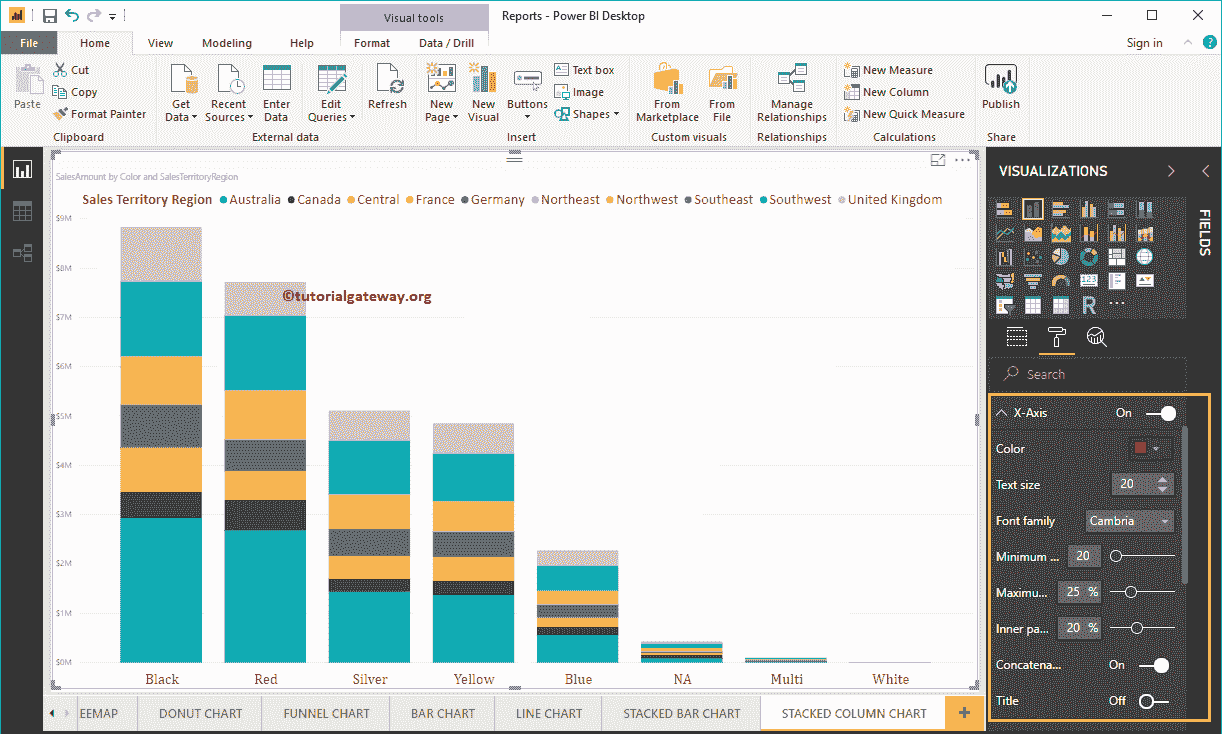 Visual tools
Reports - Power BI Desktop
File Home View Modeling Help Format Data / Drill Sign in ?
Paste
Cut
Copy
Format Painter
Clipboard
Get Data
Recent Sources
Enter Data
Edit Queries
External data
Refresh
New Page
New Visual
Buttons
Text box
Image
Shapes
Insert
From Marketplace
From File
Custom visuals
Manage Relationships
Relationships
New Measure
New Column
New Quick Measure
Calculations
Publish
Share
SalesAmount by Color and SalesTerritoryRegion
Sales Territory Region Australia Canada Central France Germany Northeast Northwest Southeast Southwest United Kingdom
$9M
$8M
$7M
$6M
$5M
$4M
$3M
$2M
$1M
$0M
©tutorialgateway.org
Black Red Silver Yellow Blue NA Multi White
EEMAP DONUT CHART FUNNEL CHART BAR CHART LINE CHART STACKED BAR CHART STACKED COLUMN CHART +
VISUALIZATIONS
FIELDS
123
R
Search
X-Axis On
Color
Text size 20
Font family Cambria
Minimum ... 20
Maximu... 25 %
Inner pa... 20 %
Concatena... On
Title Off